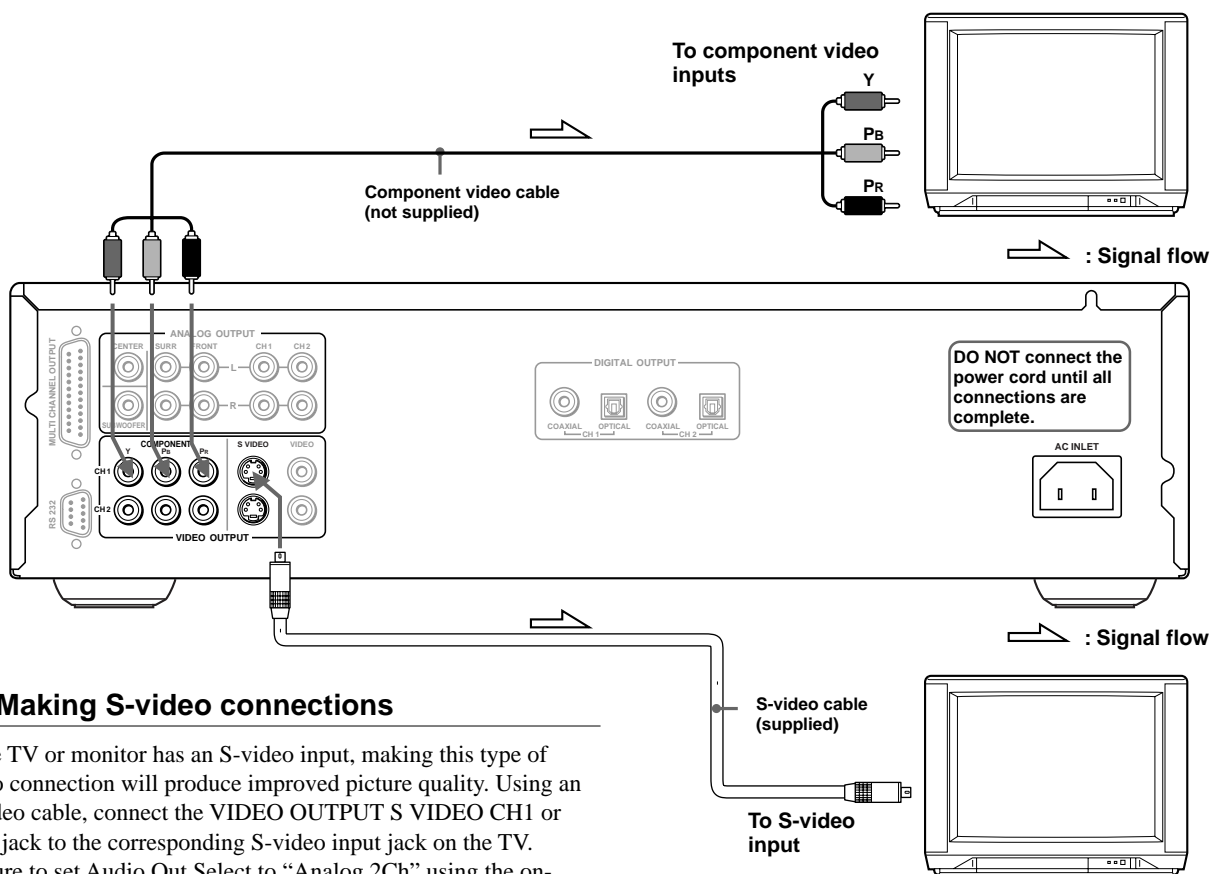 To component video
inputs
Y
PB
PR
Component video cable
(not supplied)
: Signal flow
MULTI CHANNEL OUTPUT
ANALOG OUTPUT
CENTER SURR FRONT CH 1 CH 2
L
R
SUBWOOFER
DIGITAL OUTPUT
COAXIAL OPTICAL COAXIAL OPTICAL
CH 1 CH 2
DO NOT connect the
power cord until all
connections are
complete.
AC INLET
COMPONENT S VIDEO VIDEO
Y PB PR
CH1
CH2
RS 232
VIDEO OUTPUT
: Signal flow
Making S-video connections
TV or monitor has an S-video input, making this type of
connection will produce improved picture quality. Using an
cable, connect the VIDEO OUTPUT S VIDEO CH1 or
jack to the corresponding S-video input jack on the TV.
to set Audio Out Select to “Analog 2Ch” using the on-
S-video cable
(supplied)
To S-video
input